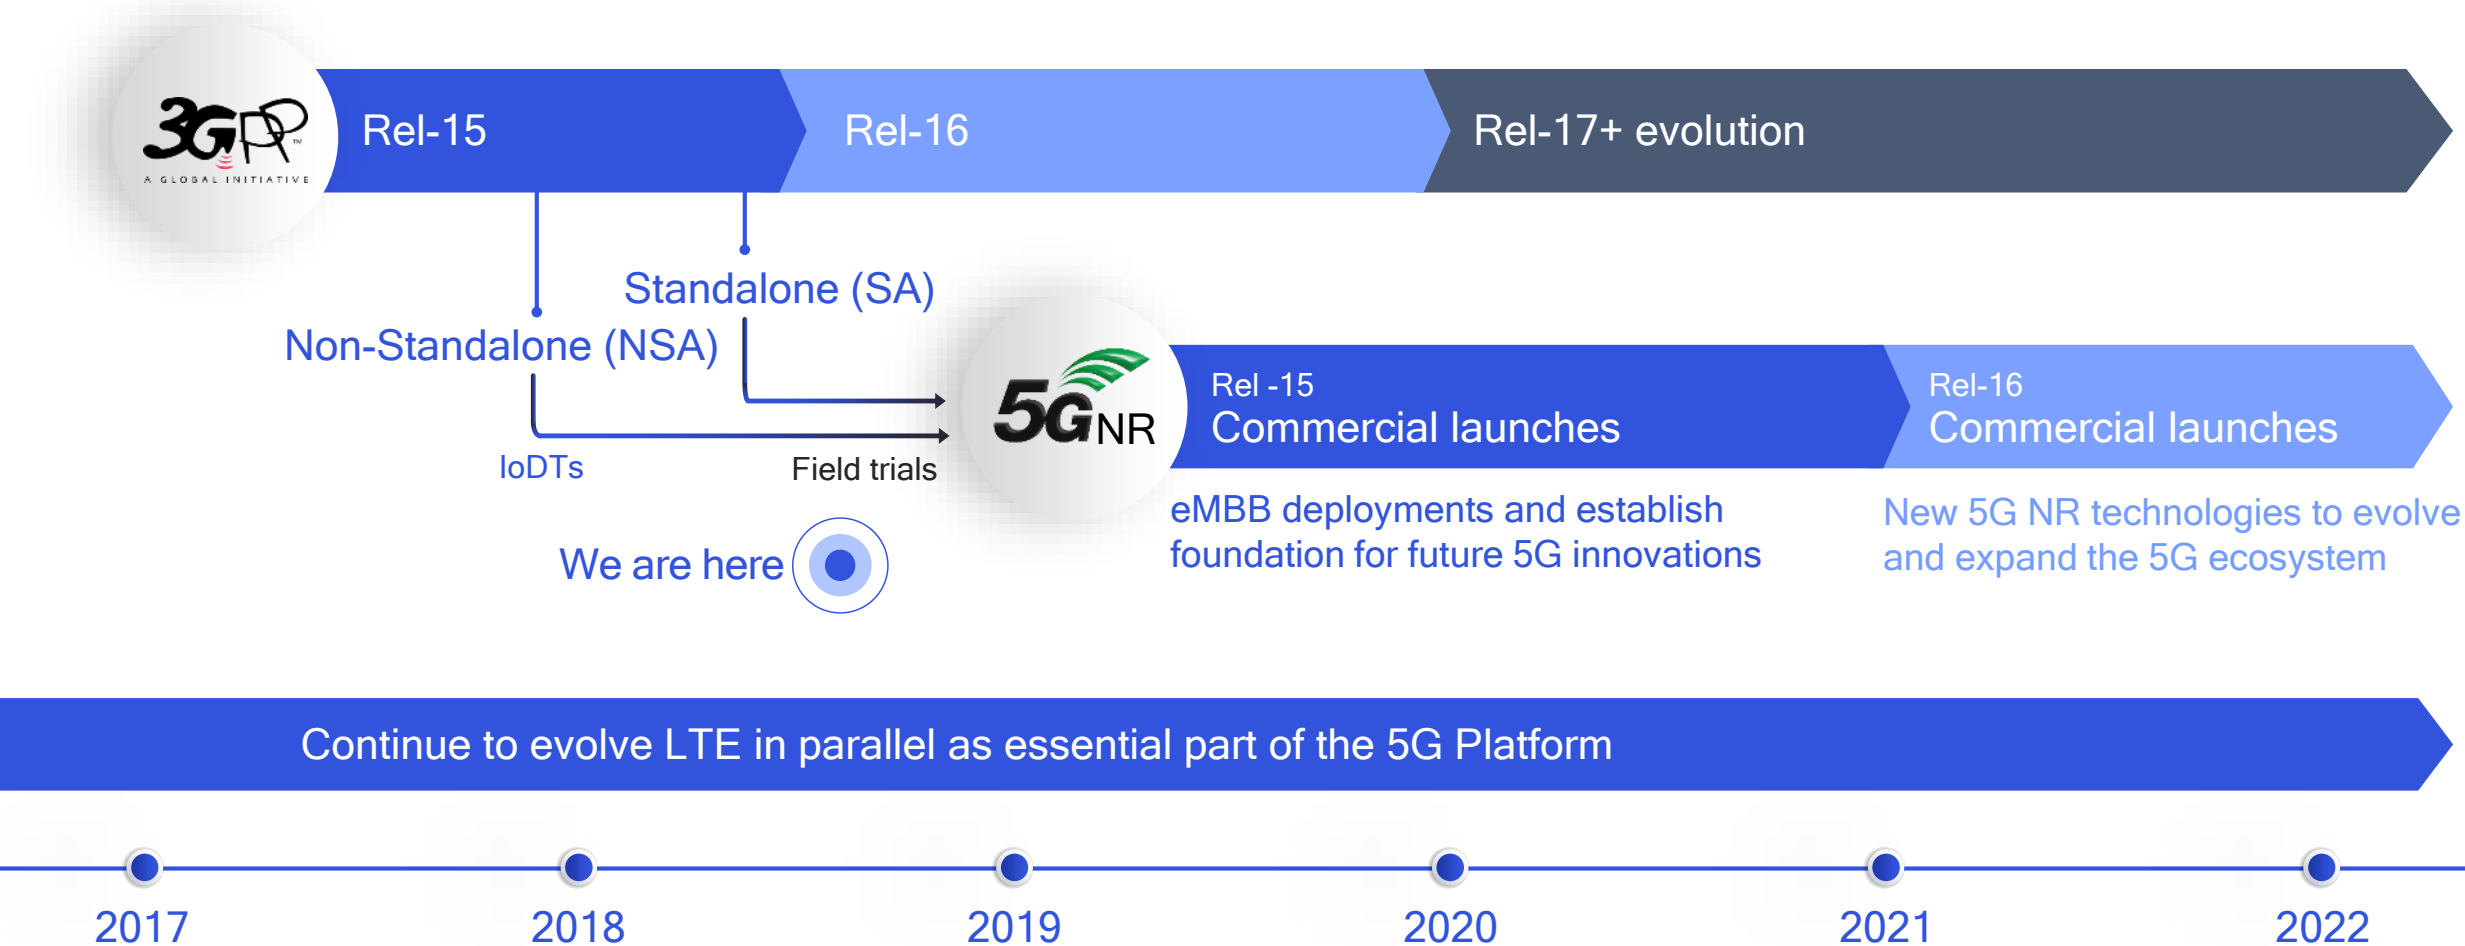 3GPP™
A GLOBAL INITIATIVE
Rel-15
Rel-16
Rel-17+ evolution
Standalone (SA)
Non-Standalone (NSA)
IoDTs
Field trials
We are here
5G NR
Rel -15
Commercial launches
eMBB deployments and establish
foundation for future 5G innovations
Rel-16
Commercial launches
New 5G NR technologies to evolve
and expand the 5G ecosystem
Continue to evolve LTE in parallel as essential part of the 5G Platform
2017
2018
2019
2020
2021
2022